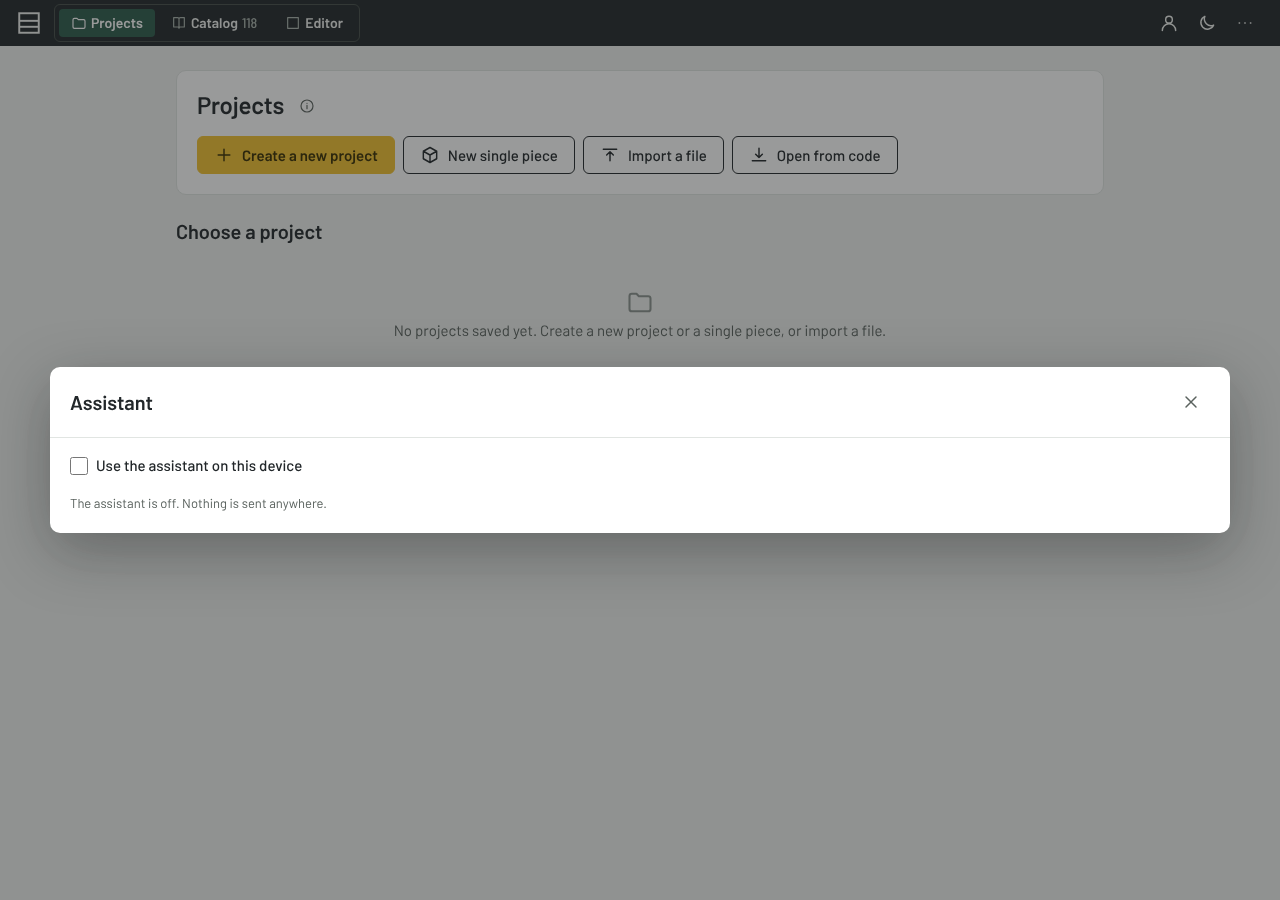 Projects
Catalog 118
Editor
Projects
Create a new project
New single piece
Import a file
Open from code
Choose a project
No projects saved yet. Create a new project or a single piece, or import a file.
Assistant
Use the assistant on this device
The assistant is off. Nothing is sent anywhere.